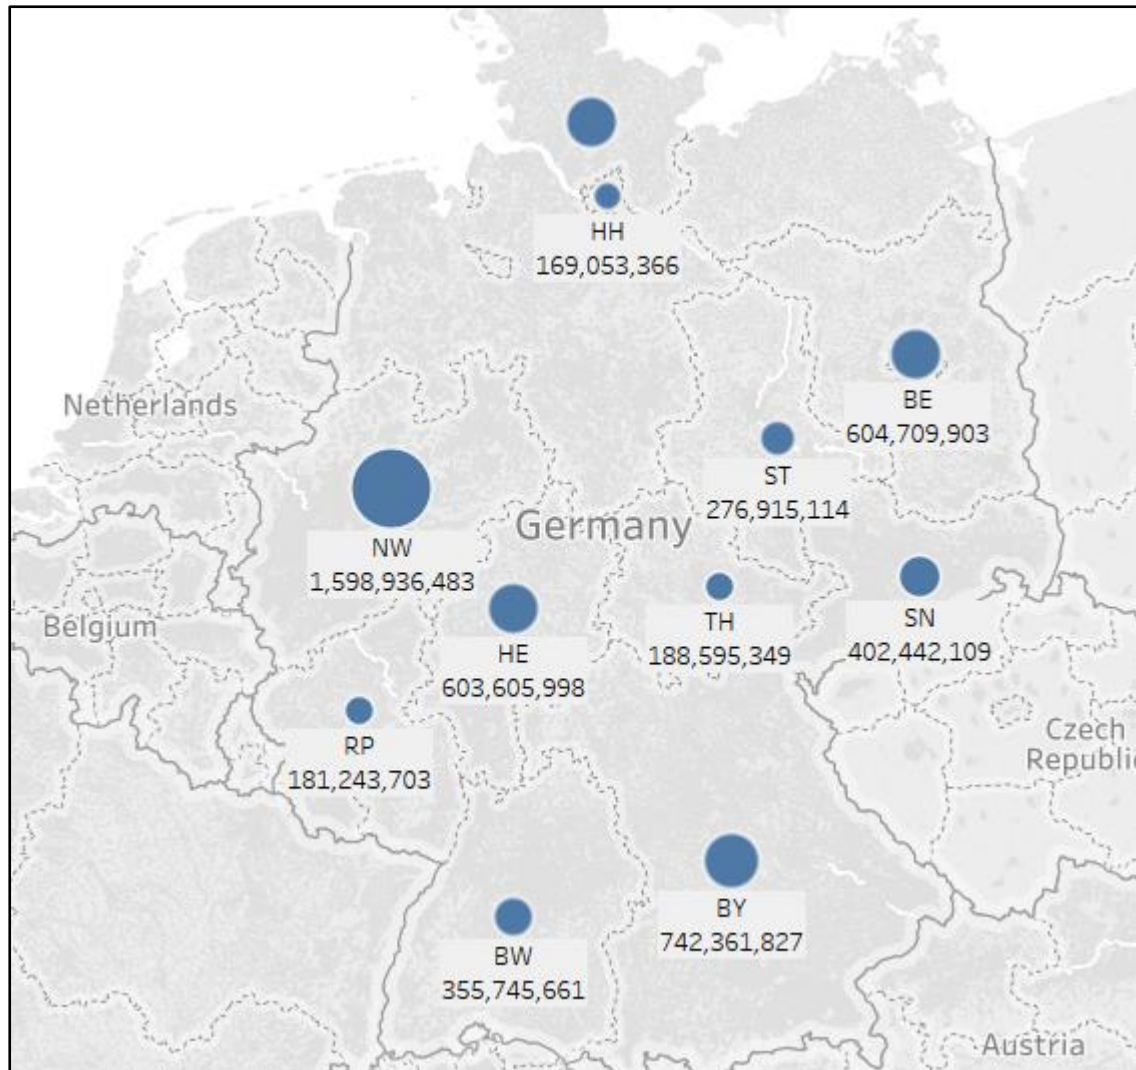 HH
169,053,366
Netherlands
BE
604,709,903
ST
276,915,114
Germany
NW
1,598,936,483
HE
603,605,998
TH
188,595,349
SN
402,442,109
Belgium
RP
181,243,703
Czech
Republic
BY
742,361,827
BW
355,745,661
Austria